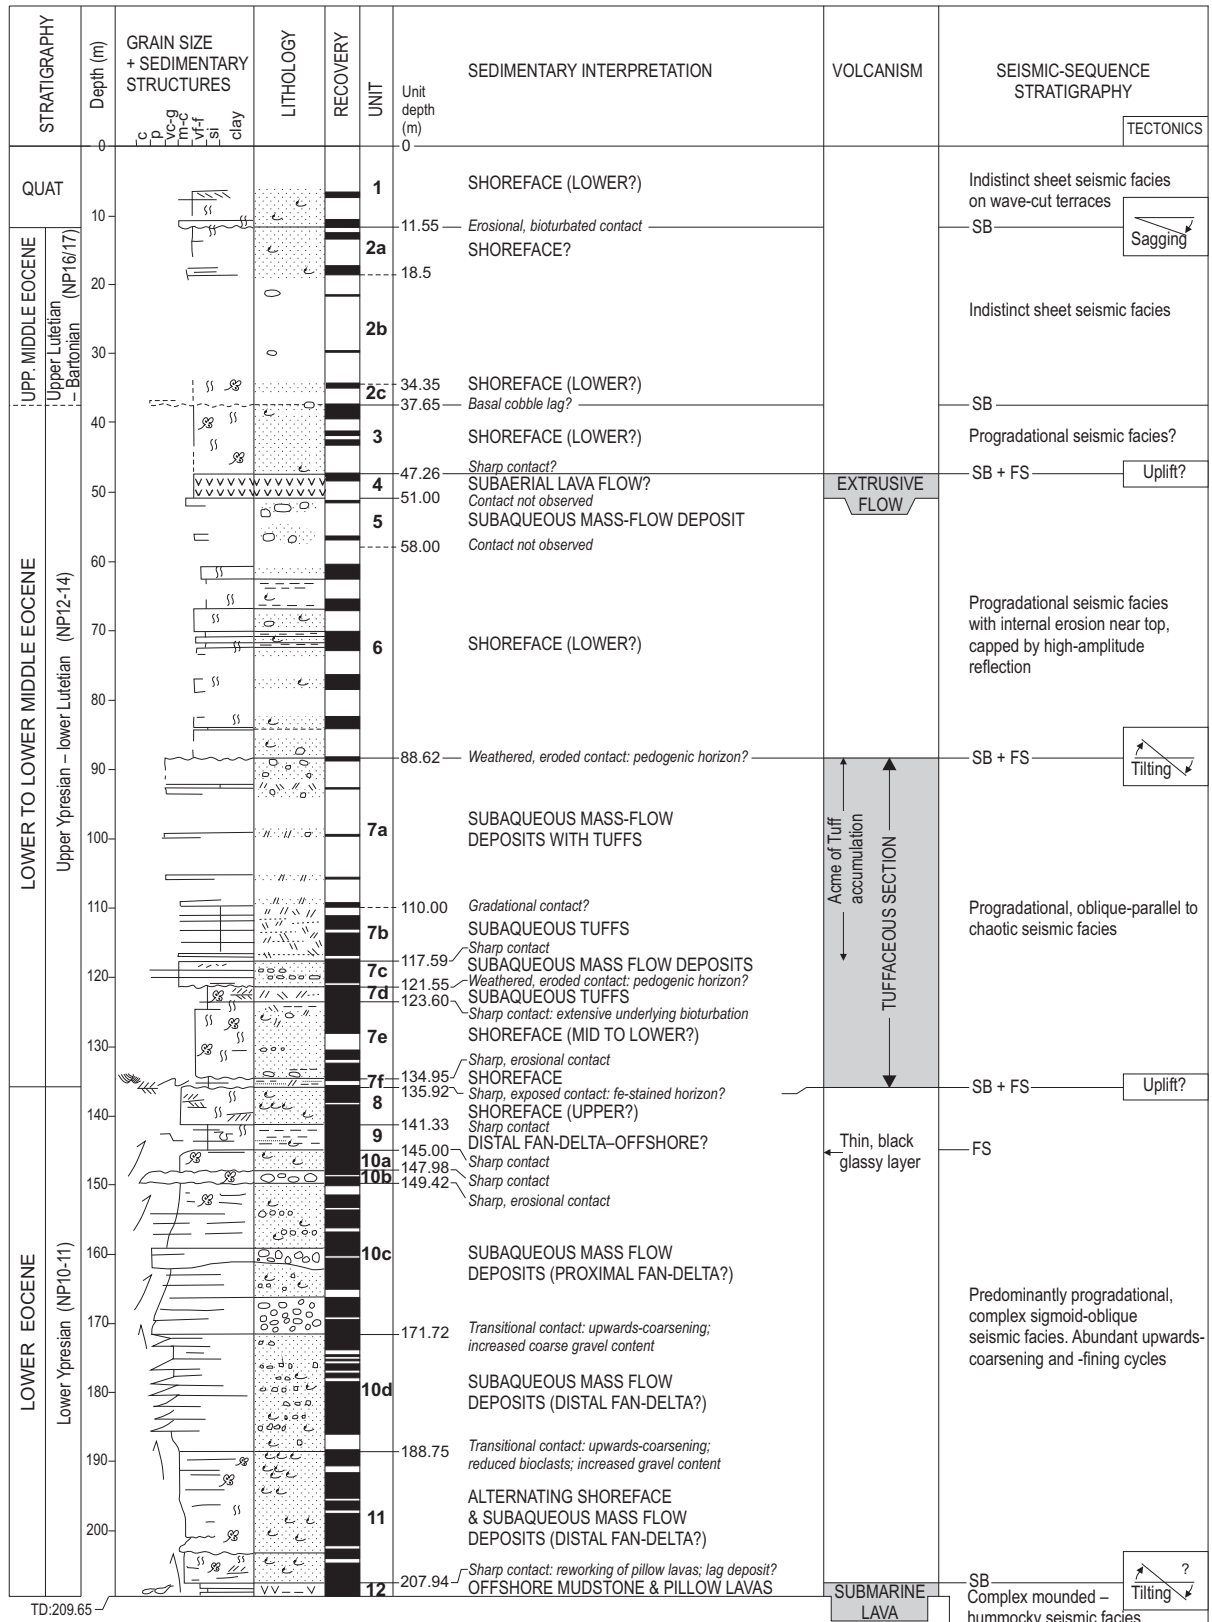 STRATIGRAPHY
Depth (m)
GRAIN SIZE
+ SEDIMENTARY
STRUCTURES
c
p
vc-g
m-c
vf-f
si
clay
LITHOLOGY
RECOVERY
UNIT
Unit
depth
(m)
SEDIMENTARY INTERPRETATION
VOLCANISM
SEISMIC-SEQUENCE
STRATIGRAPHY
TECTONICS
0
0
QUAT
1
SHOREFACE (LOWER?)
Indistinct sheet seismic facies
on wave-cut terraces
10
11.55
Erosional, bioturbated contact
SB
Sagging
UPP. MIDDLE EOCENE
Upper Lutetian
– Bartonian
(NP16/17)
2a
SHOREFACE?
18.5
20
2b
Indistinct sheet seismic facies
30
34.35
SHOREFACE (LOWER?)
2c
37.65
Basal cobble lag?
SB
40
3
SHOREFACE (LOWER?)
Progradational seismic facies?
47.26
Sharp contact?
SB + FS
Uplift?
4
SUBAERIAL LAVA FLOW?
EXTRUSIVE
FLOW
50
51.00
Contact not observed
5
SUBAQUEOUS MASS-FLOW DEPOSIT
58.00
Contact not observed
60
LOWER TO LOWER MIDDLE EOCENE
Upper Ypresian – lower Lutetian (NP12-14)
6
SHOREFACE (LOWER?)
Progradational seismic facies
with internal erosion near top,
capped by high-amplitude
reflection
70
80
88.62
Weathered, eroded contact: pedogenic horizon?
SB + FS
Tilting
90
7a
SUBAQUEOUS MASS-FLOW
DEPOSITS WITH TUFFS
Acme of Tuff
accumulation
TUFFACEOUS SECTION
100
110
110.00
Gradational contact?
Progradational, oblique-parallel to
chaotic seismic facies
7b
SUBAQUEOUS TUFFS
117.59
Sharp contact
7c
SUBAQUEOUS MASS FLOW DEPOSITS
120
121.55
Weathered, eroded contact: pedogenic horizon?
7d
SUBAQUEOUS TUFFS
123.60
Sharp contact: extensive underlying bioturbation
7e
SHOREFACE (MID TO LOWER?)
130
Sharp, erosional contact
134.95
SHOREFACE
7f
135.92
Sharp, exposed contact: fe-stained horizon?
SB + FS
Uplift?
8
SHOREFACE (UPPER?)
140
141.33
Sharp contact
9
DISTAL FAN-DELTA–OFFSHORE?
Thin, black
glassy layer
FS
145.00
Sharp contact
10a
147.98
Sharp contact
10b
149.42
Sharp, erosional contact
150
LOWER EOCENE
Lower Ypresian (NP10-11)
10c
SUBAQUEOUS MASS FLOW
DEPOSITS (PROXIMAL FAN-DELTA?)
160
Predominantly progradational,
complex sigmoid-oblique
seismic facies. Abundant upwards-
coarsening and -fining cycles
170
171.72
Transitional contact: upwards-coarsening;
increased coarse gravel content
10d
SUBAQUEOUS MASS FLOW
DEPOSITS (DISTAL FAN-DELTA?)
180
188.75
Transitional contact: upwards-coarsening;
reduced bioclasts; increased gravel content
190
11
ALTERNATING SHOREFACE
& SUBAQUEOUS MASS FLOW
DEPOSITS (DISTAL FAN-DELTA?)
200
207.94
Sharp contact: reworking of pillow lavas; lag deposit?
SB
?
Tilting
12
OFFSHORE MUDSTONE & PILLOW LAVAS
SUBMARINE
LAVA
Complex mounded –
hummocky seismic facies
TD:209.65